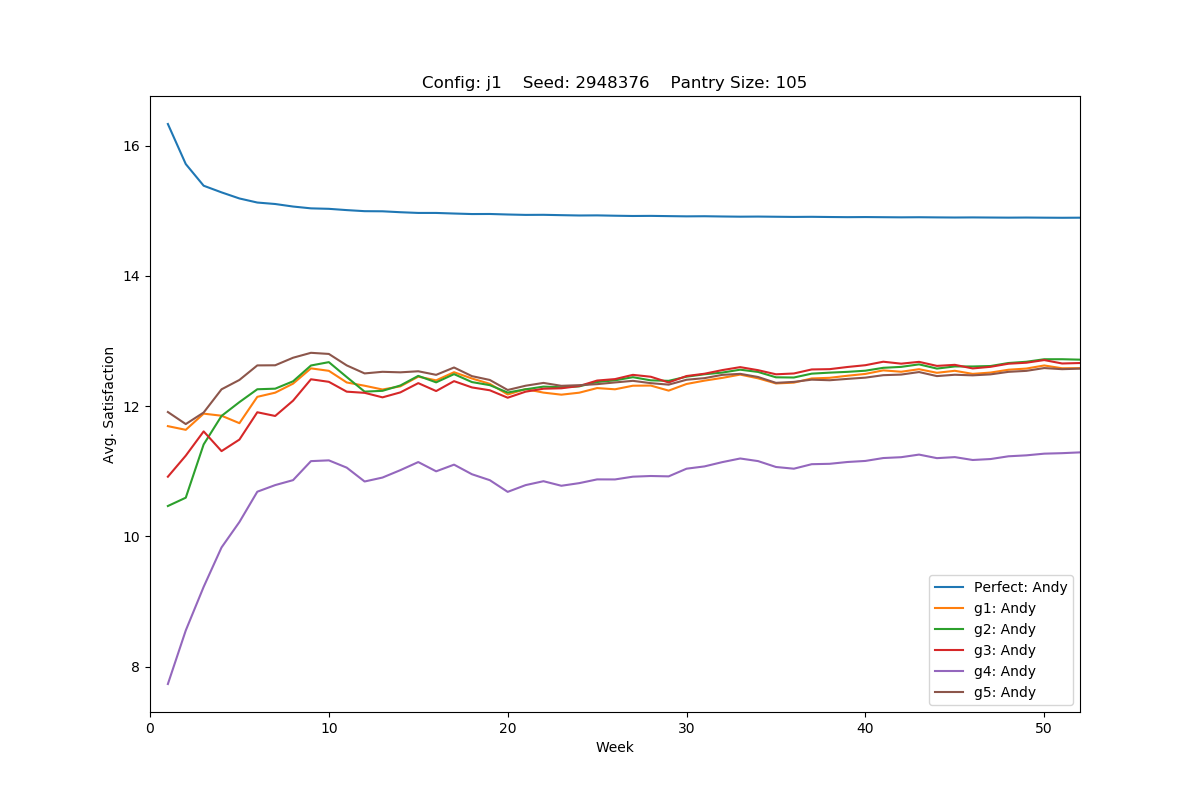 Config: j1    Seed: 2948376    Pantry Size: 105
Avg. Satisfaction
16
14
12
10
8
0 10 20 30 40 50
Week
Perfect: Andy
g1: Andy
g2: Andy
g3: Andy
g4: Andy
g5: Andy